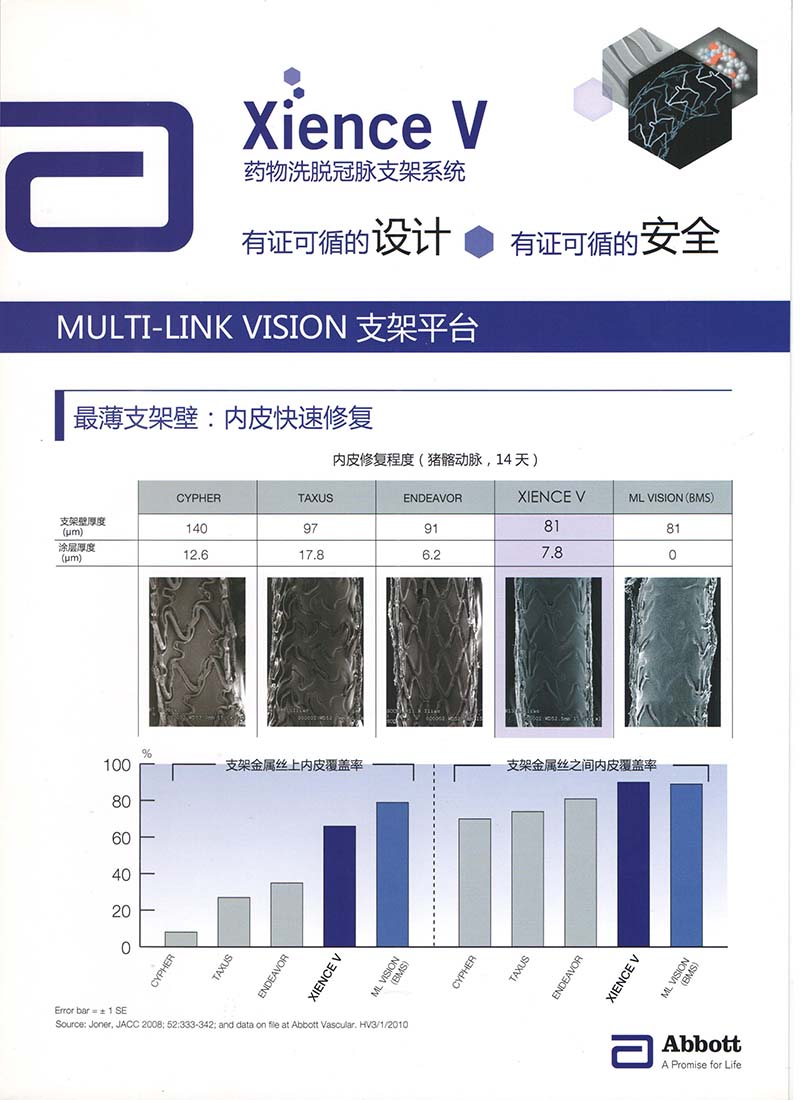 Xience V
药物洗脱冠脉支架系统
有证可循的设计 有证可循的安全
MULTI-LINK VISION 支架平台
最薄支架壁：内皮快速修复
内皮修复程度（猪髂动脉，14 天）
CYPHER TAXUS ENDEAVOR XIENCE V ML VISION (BMS)
支架壁厚度 (μm) 140 97 91 81 81
涂层厚度 (μm) 12.6 17.8 6.2 7.8 0
%
支架金属丝上内皮覆盖率 支架金属丝之间内皮覆盖率
100
80
60
40
20
0
CYPHER TAXUS ENDEAVOR XIENCE V ML VISION (BMS) CYPHER TAXUS ENDEAVOR XIENCE V ML VISION (BMS)
Error bar = ± 1 SE
Source: Joner, JACC 2008; 52:333-342; and data on file at Abbott Vascular. HV3/1/2010
Abbott
A Promise for Life